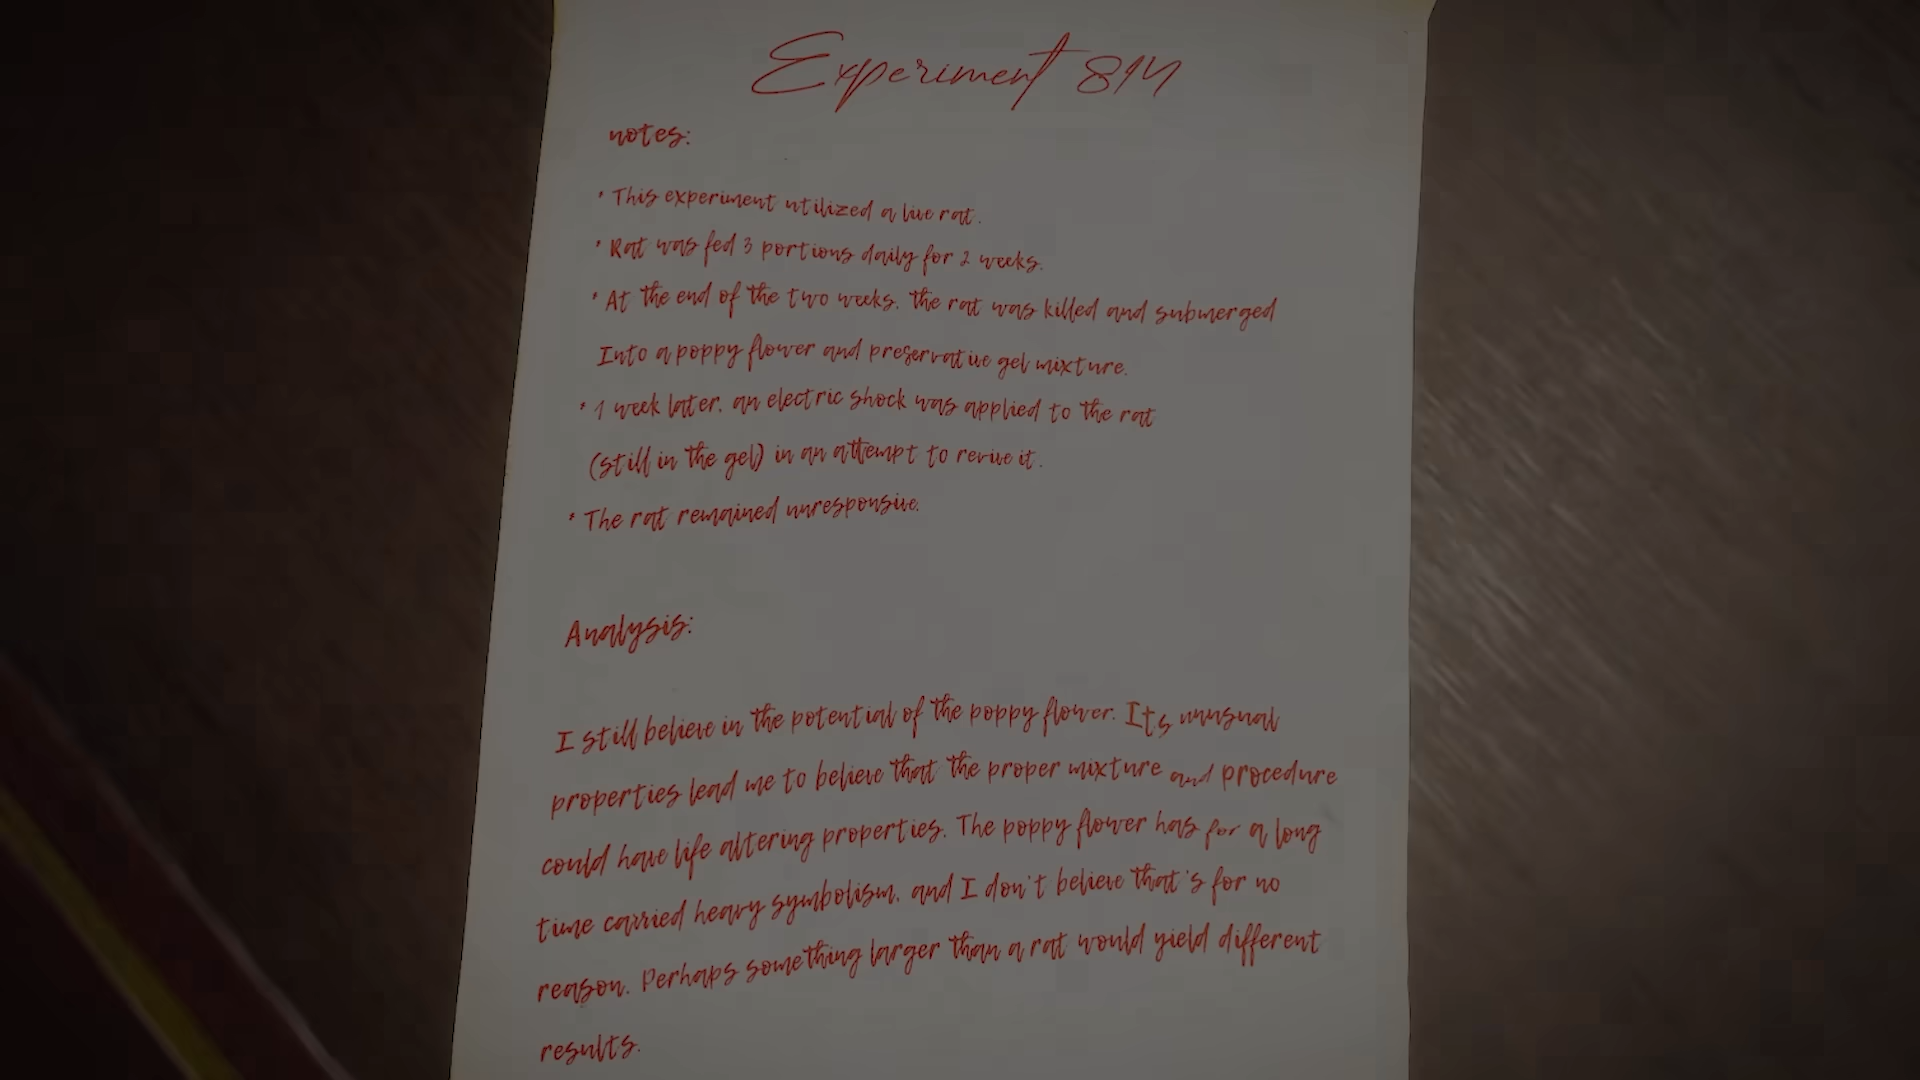 Experiment 814
notes:
* This experiment utilized a live rat.
* Rat was fed 3 portions daily for 2 weeks.
* At the end of the two weeks, the rat was killed and submerged
Into a poppy flower and preservative gel mixture.
* 1 week later, an electric shock was applied to the rat
(still in the gel) in an attempt to revive it.
* The rat remained unresponsive.
Analysis:
I still believe in the potential of the poppy flower. Its unusual
properties lead me to believe that the proper mixture and procedure
could have life altering properties. The poppy flower has for a long
time carried heavy symbolism, and I don't believe that's for no
reason. Perhaps something larger than a rat would yield different
results.